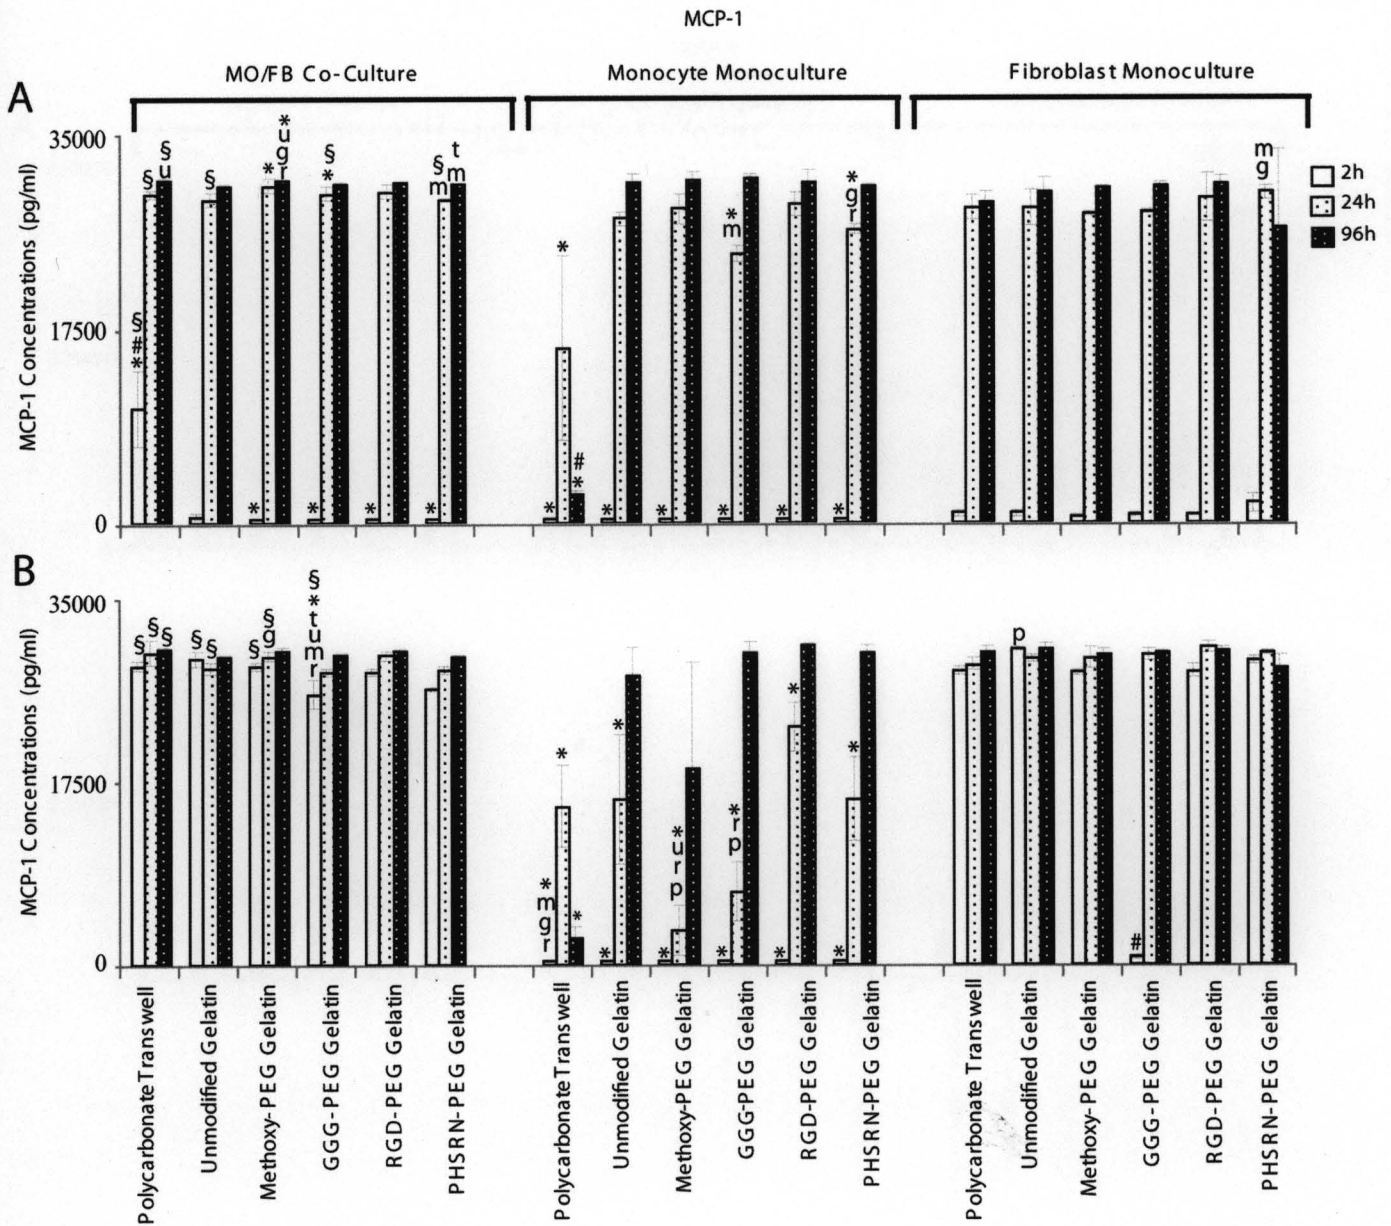 MCP-1
MO/FB Co-Culture
Monocyte Monoculture
Fibroblast Monoculture
A
MCP-1 Concentrations (pg/ml)
35000
17500
0
§
#
*
§
§
u
§
*
*
*
u
g
r
*
§
*
*
*
§
m
t
m
*
*
#
*
*
*
*
*
m
*
*
*
g
r
m
g
2h
24h
96h
B
MCP-1 Concentrations (pg/ml)
35000
17500
0
§
§
§
§
§
§
§
g
§
*
t
u
m
r
*
m
g
r
*
*
*
*
*
*
u
r
p
*
*
r
p
*
*
*
*
p
#
Polycarbonate Transwell
Unmodified Gelatin
Methoxy-PEG Gelatin
GGG-PEG Gelatin
RGD-PEG Gelatin
PHSRN-PEG Gelatin
Polycarbonate Transwell
Unmodified Gelatin
Methoxy-PEG Gelatin
GGG-PEG Gelatin
RGD-PEG Gelatin
PHSRN-PEG Gelatin
Polycarbonate Transwell
Unmodified Gelatin
Methoxy-PEG Gelatin
GGG-PEG Gelatin
RGD-PEG Gelatin
PHSRN-PEG Gelatin